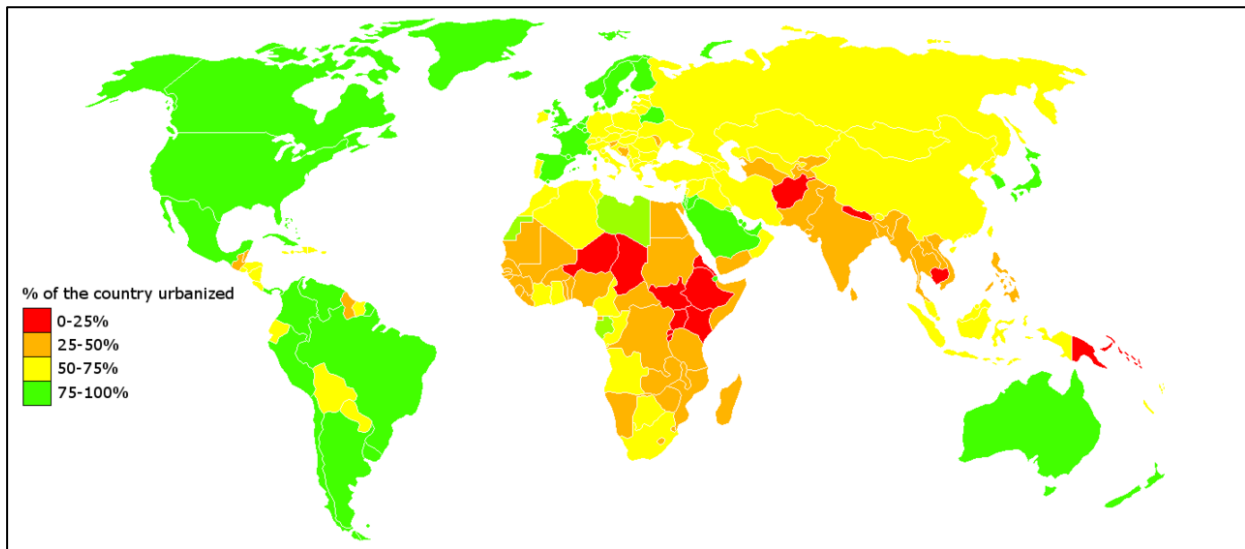 % of the country urbanized
0-25%
25-50%
50-75%
75-100%